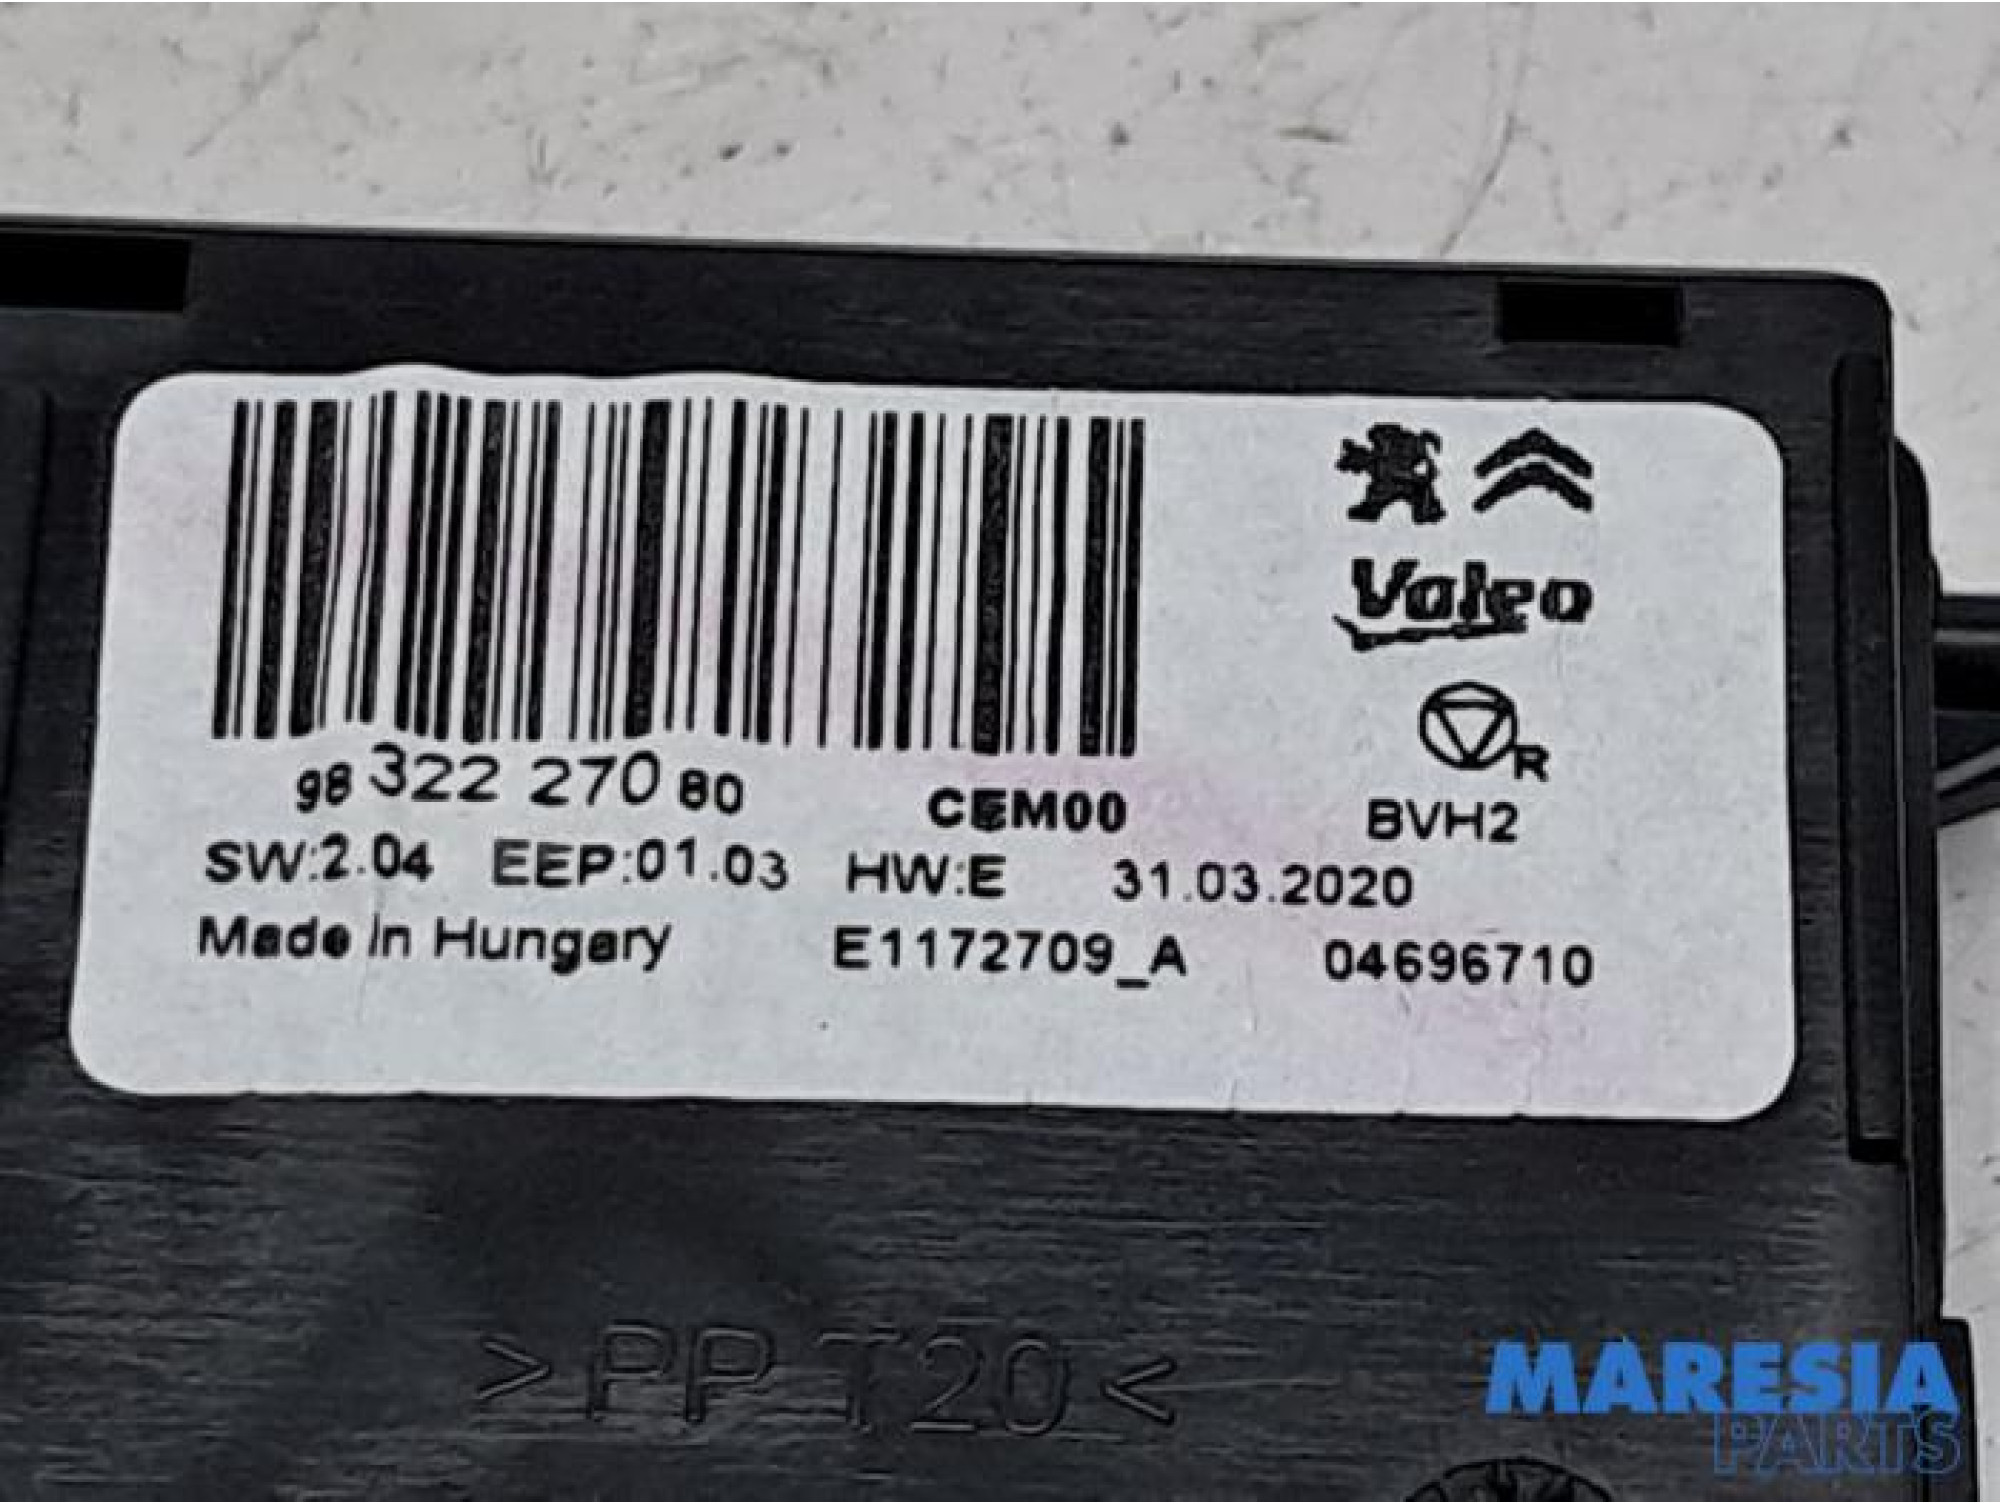 Valeo
R
98 322 270 80 CEM00 BVH2
SW:2.04 EEP:01.03 HW:E 31.03.2020
Made in Hungary E1172709_A 04696710
> PP T20 <
MARESIA
PARTS